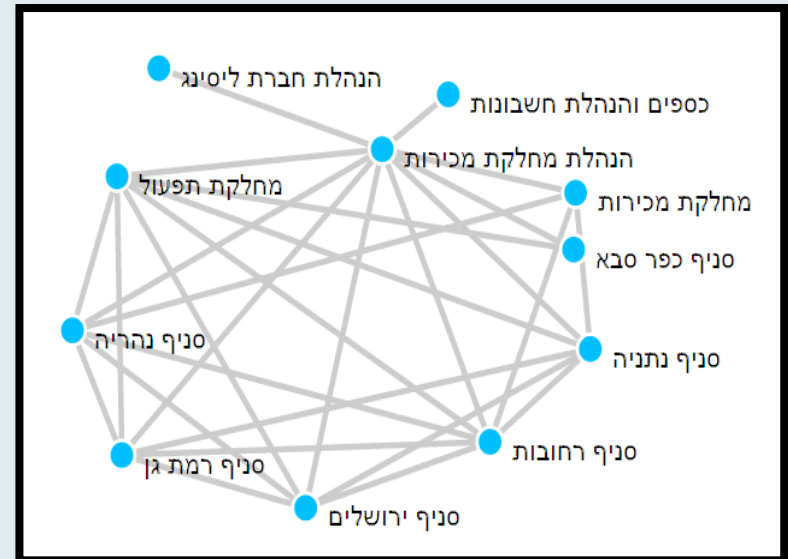 הנהלת חברת ליסינג
כספים והנהלת חשבונות
הנהלת מחלקת מכירות
מחלקת תפעול
מחלקת מכירות
סניף כפר סבא
סניף נהריה
סניף נתניה
סניף רחובות
סניף רמת גן
סניף ירושלים